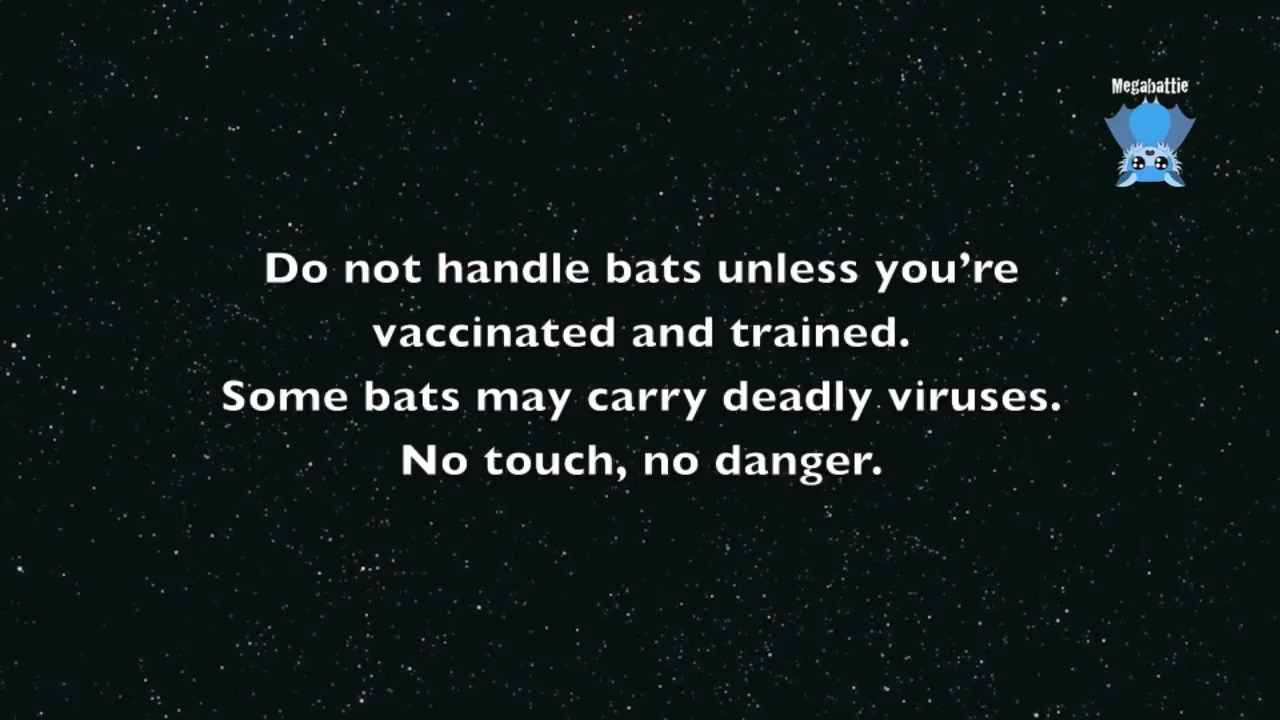 Megabattie
Do not handle bats unless you’re
vaccinated and trained.
Some bats may carry deadly viruses.
No touch, no danger.